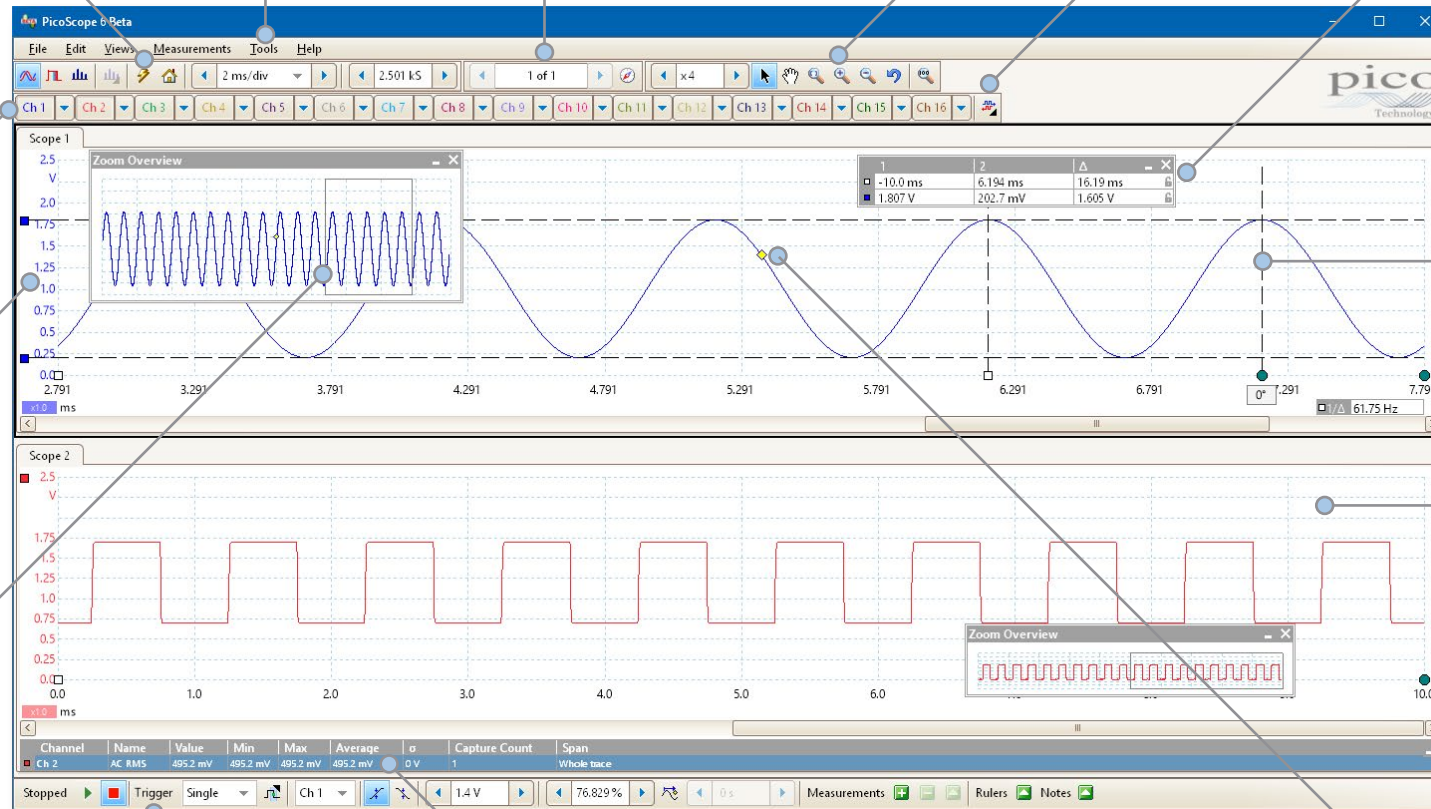 PicoScope 6 Beta
File Edit Views Measurements Tools Help
2 ms/div 2.501 kS 1 of 1 x4
pico
Technology
Ch 1 Ch 2 Ch 3 Ch 4 Ch 5 Ch 6 Ch 7 Ch 8 Ch 9 Ch 10 Ch 11 Ch 12 Ch 13 Ch 14 Ch 15 Ch 16
Scope 1
2.5
V
2.0
1.75
1.5
1.25
1.0
0.75
0.5
0.25
0.0
Zoom Overview
1 2 Δ
-10.0 ms 6.194 ms 16.19 ms
1.807 V 202.7 mV 1.605 V
2.791 3.291 3.791 4.291 4.791 5.291 5.791 6.291 6.791 7.291 7.79
0°
x1.0 ms
1/Δ 61.75 Hz
Scope 2
2.5
V
1.75
1.5
1.25
1.0
0.75
0.5
0.25
0.0
Zoom Overview
0.0 1.0 2.0 3.0 4.0 5.0 6.0 10.0
x1.0 ms
Channel Name Value Min Max Average σ Capture Count Span
Ch 2 AC RMS 495.2 mV 495.2 mV 495.2 mV 495.2 mV 0 V 1 Whole trace
Stopped Trigger Single Ch 1 1.4 V 76.829 % 0 s Measurements Rulers Notes